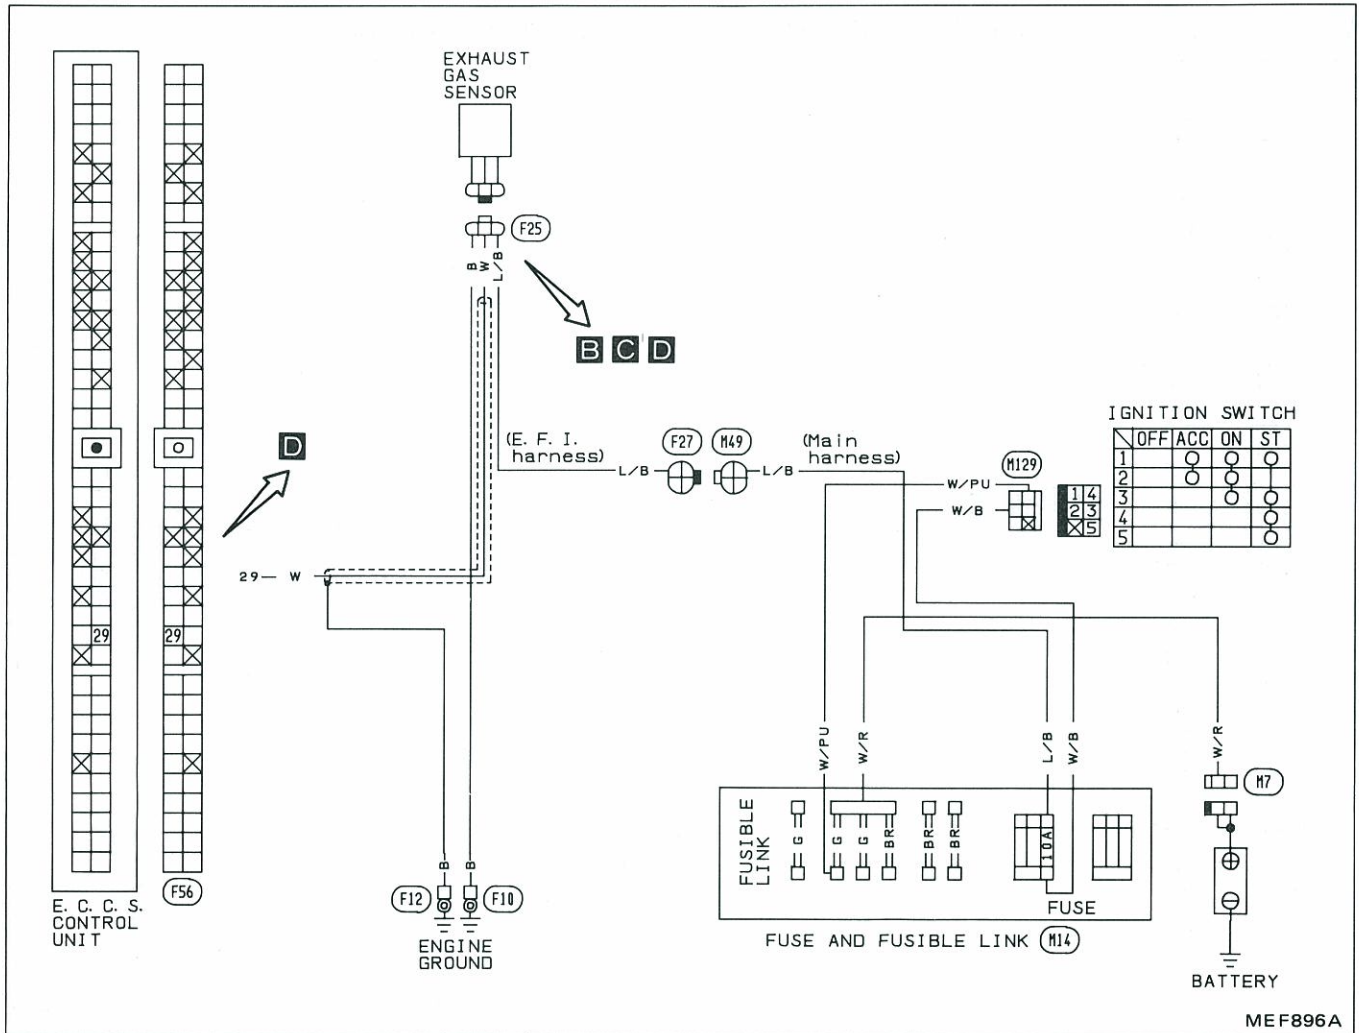 EXHAUST
GAS
SENSOR
F25
B
W
L/B
B C D
D
(E. F. I.
harness)
L/B
F27
M49
L/B
(Main
harness)
M129
W/PU
W/B
1 4
2 3
5
IGNITION SWITCH
OFF ACC ON ST
1
2
3
4
5
29 W
29
29
W/PU
W/R
L/B
W/B
W/R
M7
FUSIBLE
LINK
G
G
G
BR
BR
BR
10A
FUSE
FUSE AND FUSIBLE LINK M14
B
B
F12
F10
ENGINE
GROUND
F56
E. C. C. S.
CONTROL
UNIT
BATTERY
MEF896A